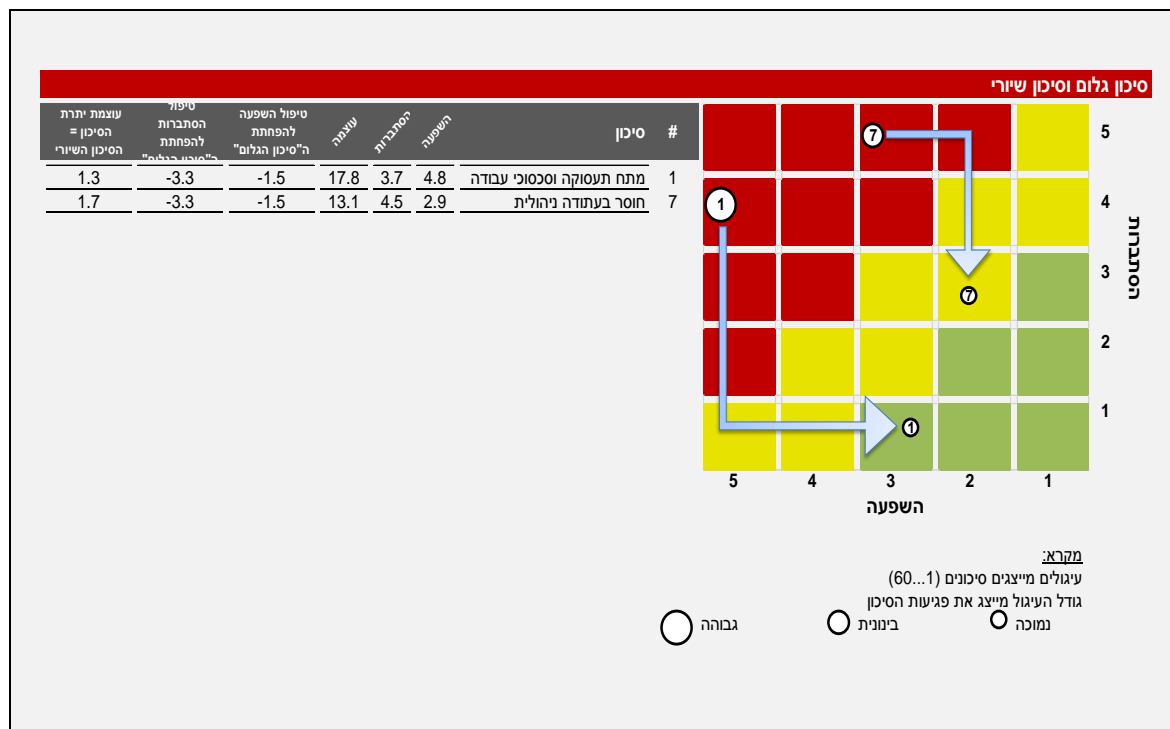 סיכון גלום וסיכון שיורי
# סיכון השפעה הסתברות עוצמה טיפול השפעה להפחתת ה"סיכון הגלום" טיפול הסתברות להפחתת ה"סיכון הגלום" עוצמת יתרת הסיכון = הסיכון השיורי
1 מתח תעסוקה וסכסוכי עבודה 4.8 3.7 17.8 -1.5 -3.3 1.3
7 חוסר בעתודה ניהולית 2.9 4.5 13.1 -1.5 -3.3 1.7
5
4
3
2
1
הסתברות
7
1
7
1
5 4 3 2 1
השפעה
מקרא:
עיגולים מייצגים סיכונים (1...60)
גודל העיגול מייצג את פגיעות הסיכון
נמוכה בינונית גבוהה